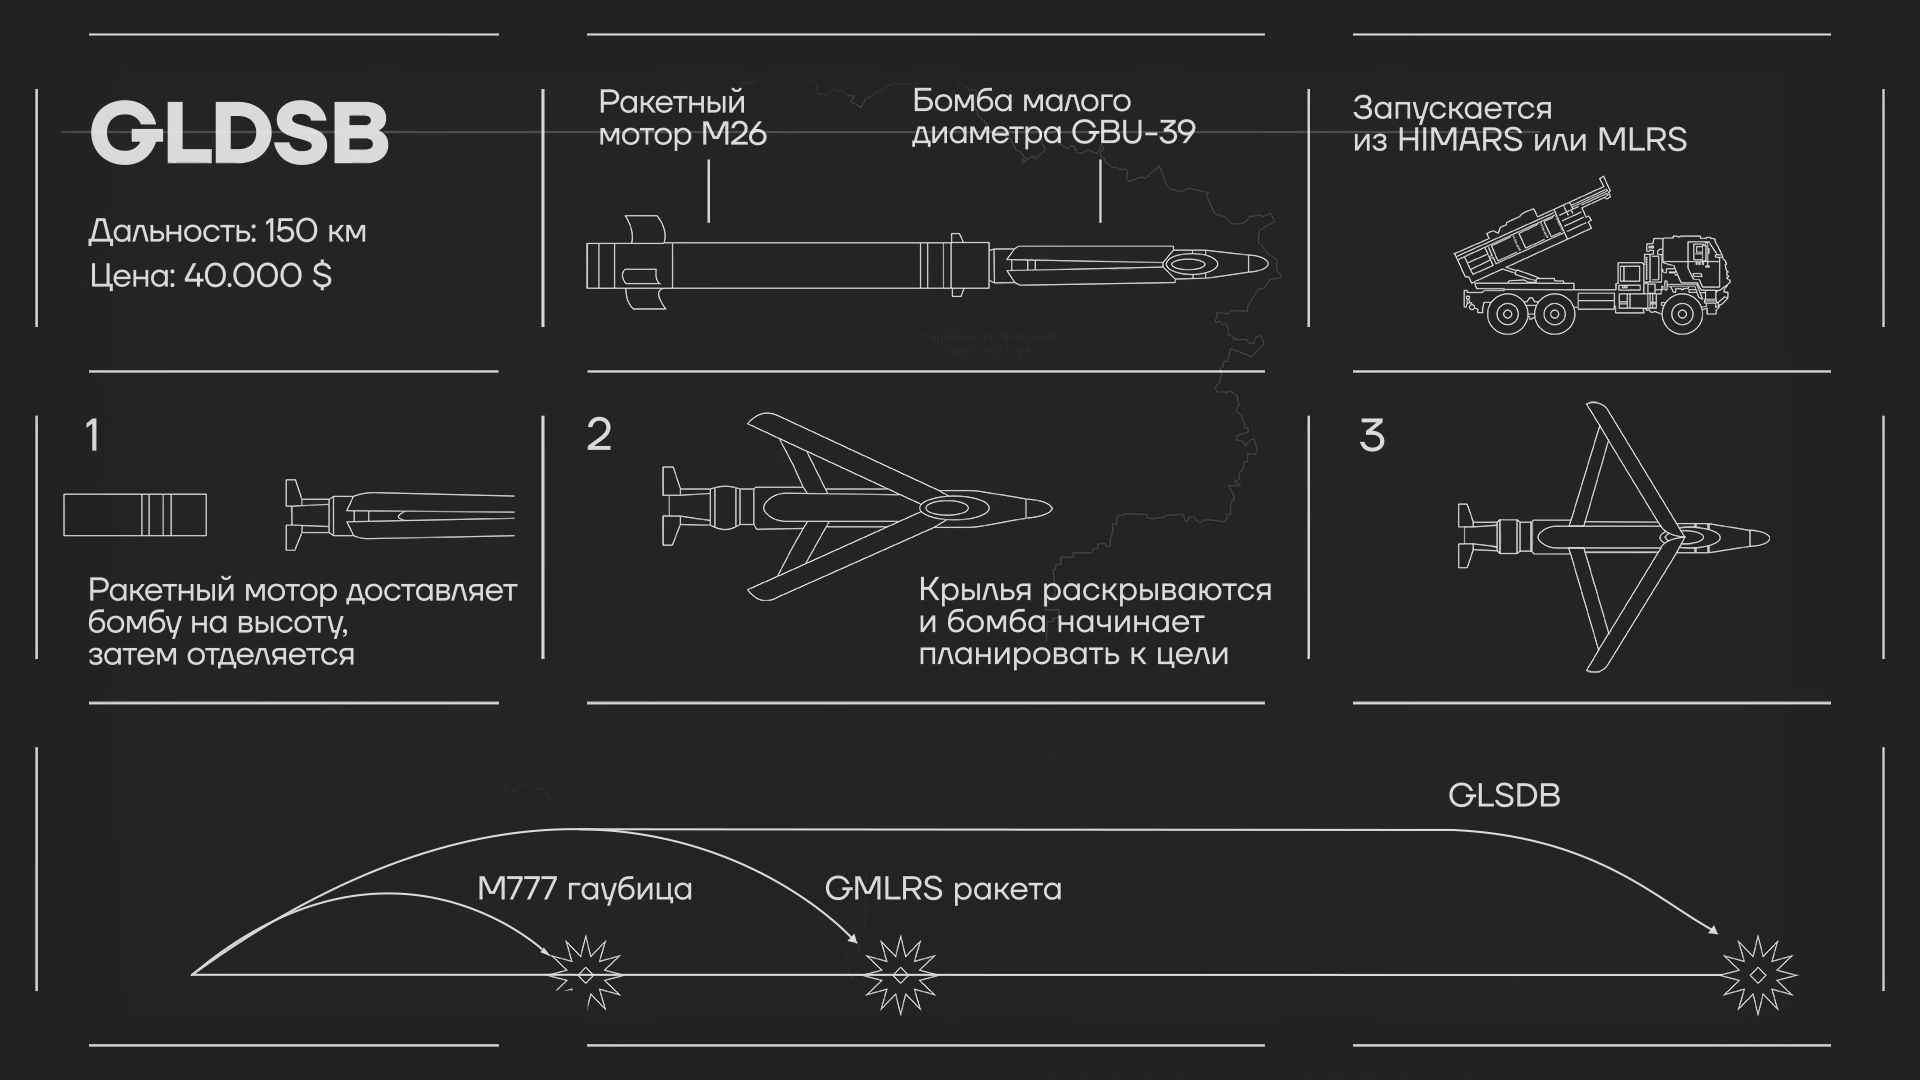 GLDSB
Дальность: 150 км
Цена: 40.000 $
Ракетный
мотор M26
Бомба малого
диаметра GBU-39
Запускается
из HIMARS или MLRS
1
Ракетный мотор доставляет
бомбу на высоту,
затем отделяется
2
Крылья раскрываются
и бомба начинает
планировать к цели
3
GLSDB
M777 гаубица
GMLRS ракета